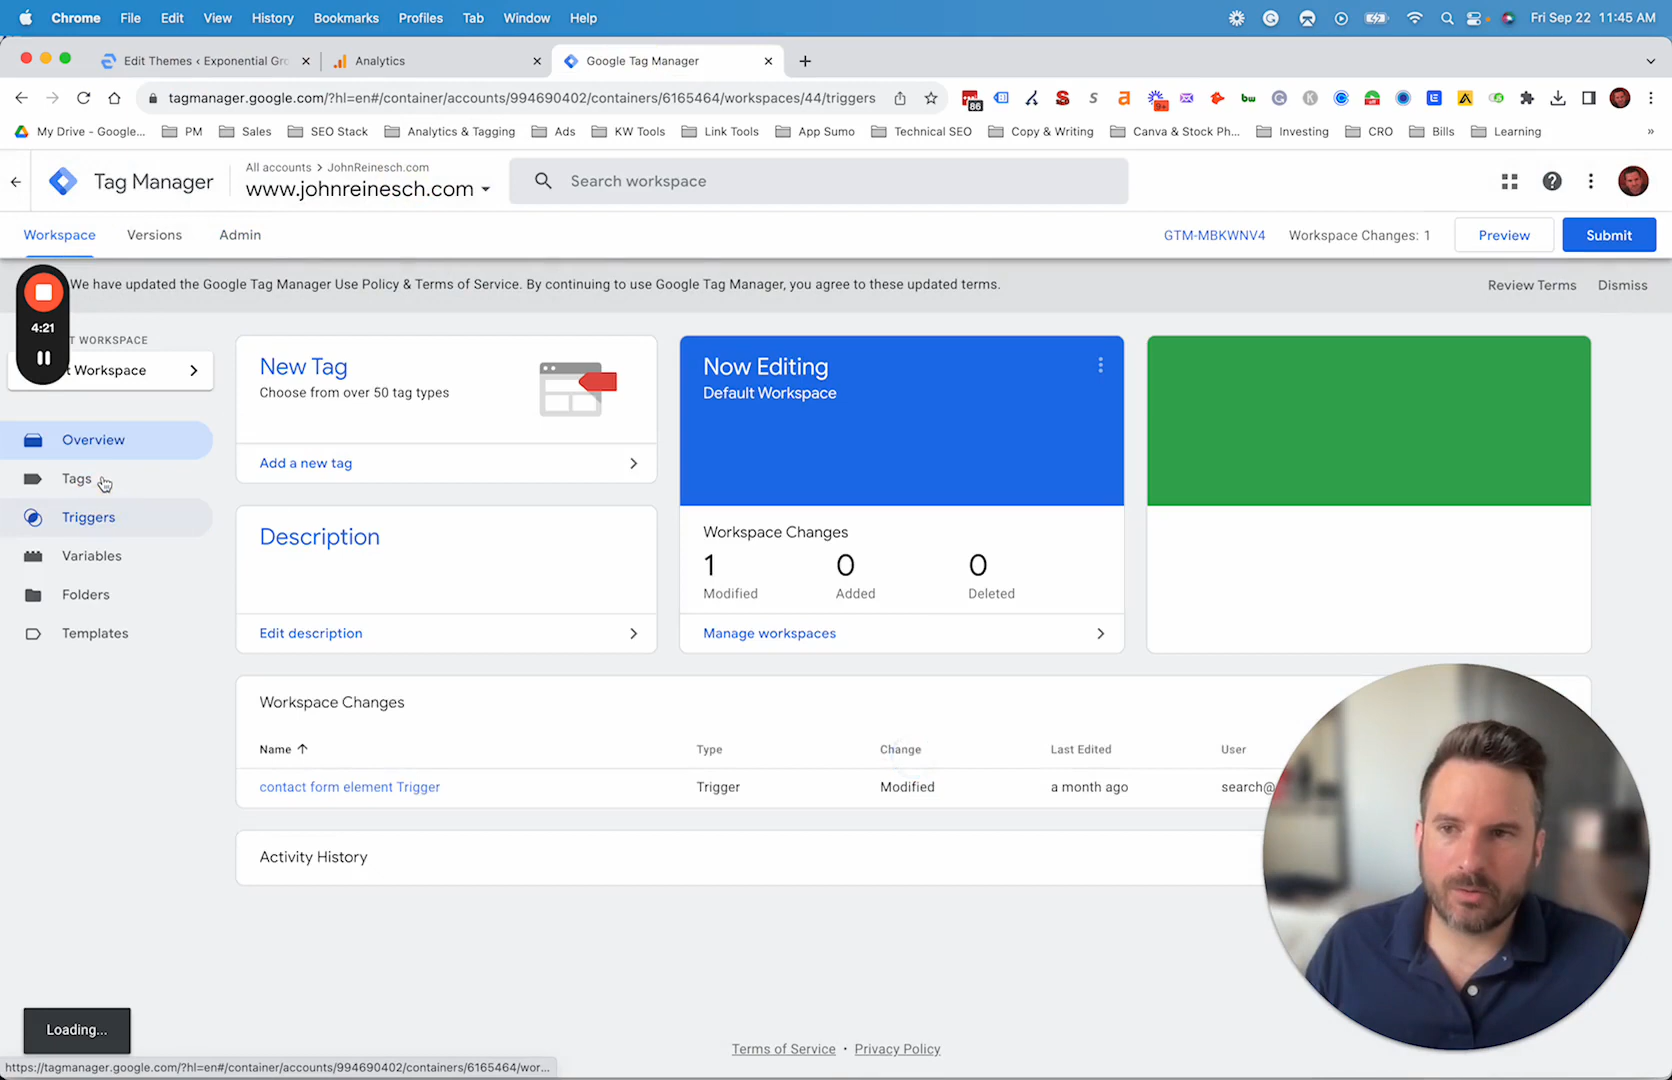 Chrome File Edit View History Bookmarks Profiles Tab Window Help Fri Sep 22 11:45 AM
Edit Themes ‹ Exponential Gro Analytics Google Tag Manager
tagmanager.google.com/?hl=en#/container/accounts/994690402/containers/6165464/workspaces/44/triggers
86 9+ bw
My Drive - Google... PM Sales SEO Stack Analytics & Tagging Ads KW Tools Link Tools App Sumo Technical SEO Copy & Writing Canva & Stock Ph... Investing CRO Bills Learning »
All accounts > JohnReinesch.com
Tag Manager www.johnreinesch.com Search workspace
Workspace Versions Admin GTM-MBKWNV4 Workspace Changes: 1 Preview Submit
We have updated the Google Tag Manager Use Policy & Terms of Service. By continuing to use Google Tag Manager, you agree to these updated terms. Review Terms Dismiss
4:21
T WORKSPACE
t Workspace
Overview
Tags
Triggers
Variables
Folders
Templates
New Tag
Choose from over 50 tag types
Add a new tag
Description
Edit description
Now Editing
Default Workspace
Workspace Changes
1 0 0
Modified Added Deleted
Manage workspaces
Workspace Changes
Name Type Change Last Edited User
contact form element Trigger Trigger Modified a month ago search@
Activity History
Loading...
Terms of Service • Privacy Policy
https://tagmanager.google.com/?hl=en#/container/accounts/994690402/containers/6165464/wor...